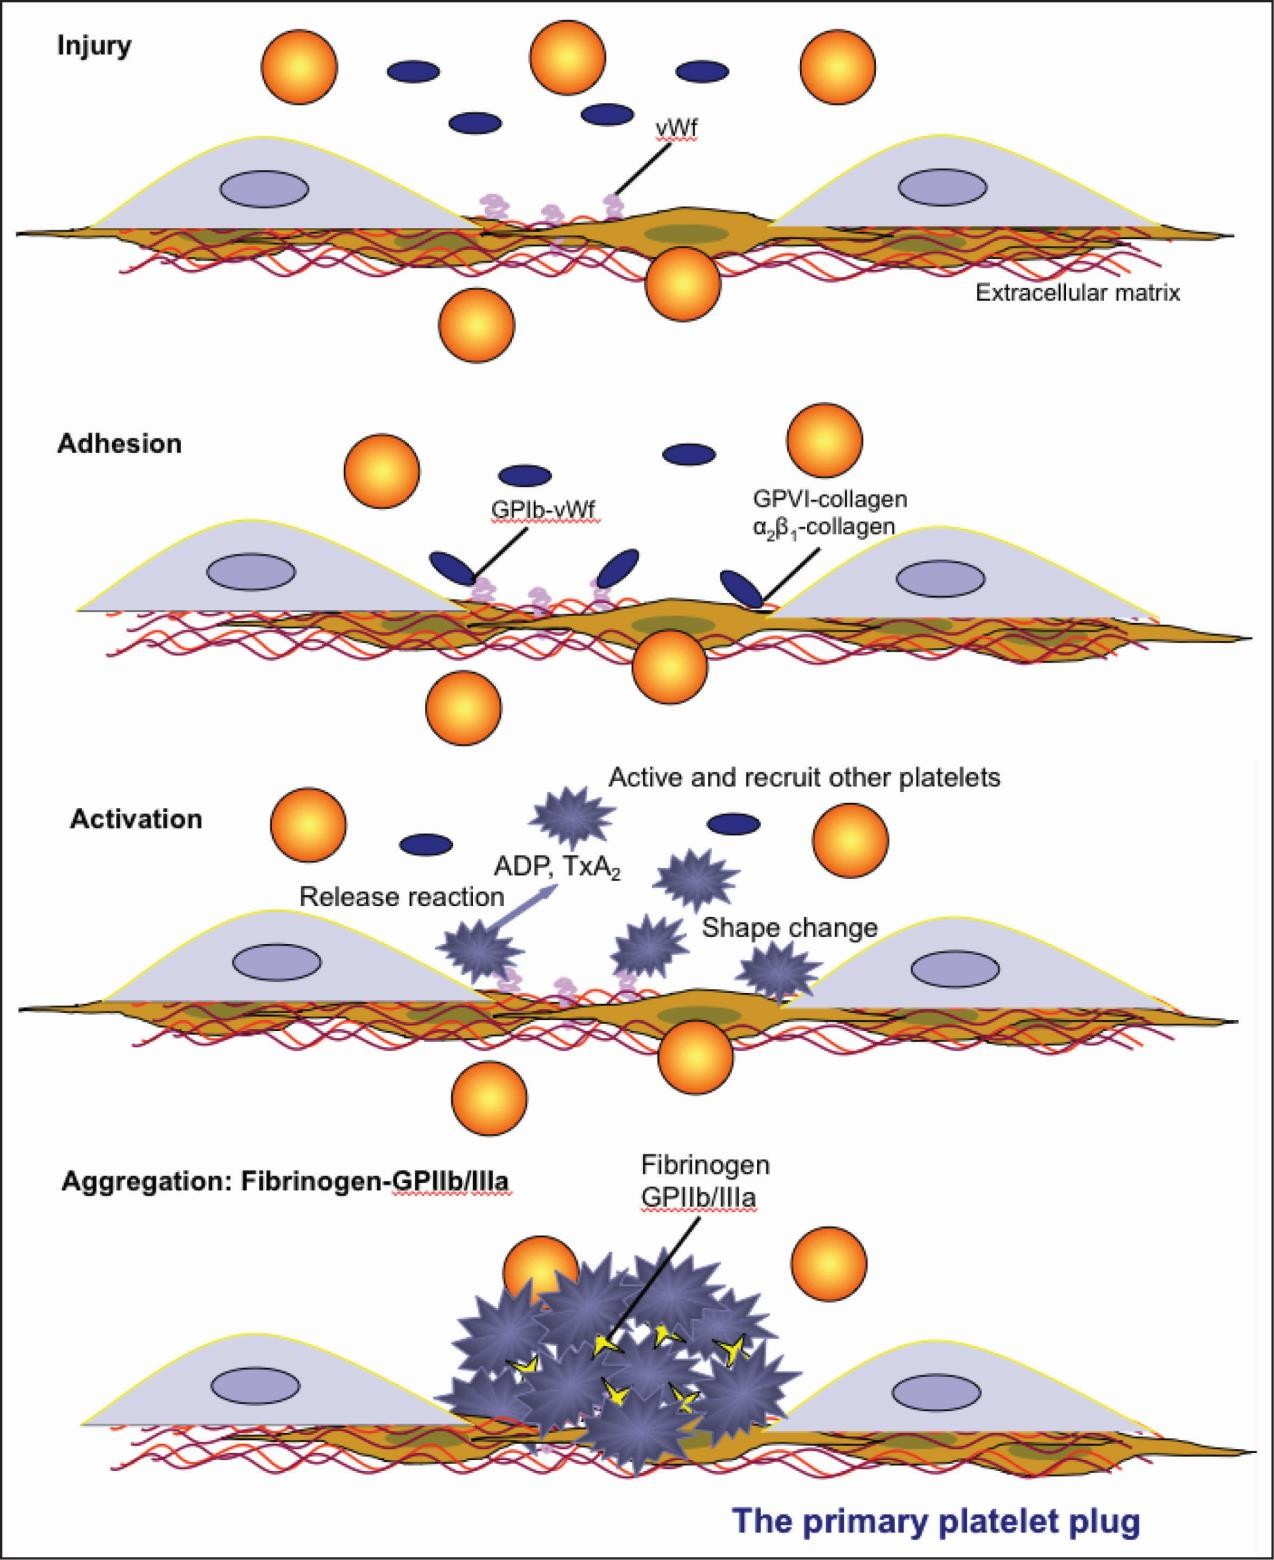 Injury
vWf
Extracellular matrix
Adhesion
GPIb-vWf
GPVI-collagen
α₂β₁-collagen
Active and recruit other platelets
Activation
ADP, TxA₂
Release reaction
Shape change
Fibrinogen
GPIIb/IIIa
Aggregation: Fibrinogen-GPIIb/IIIa
The primary platelet plug